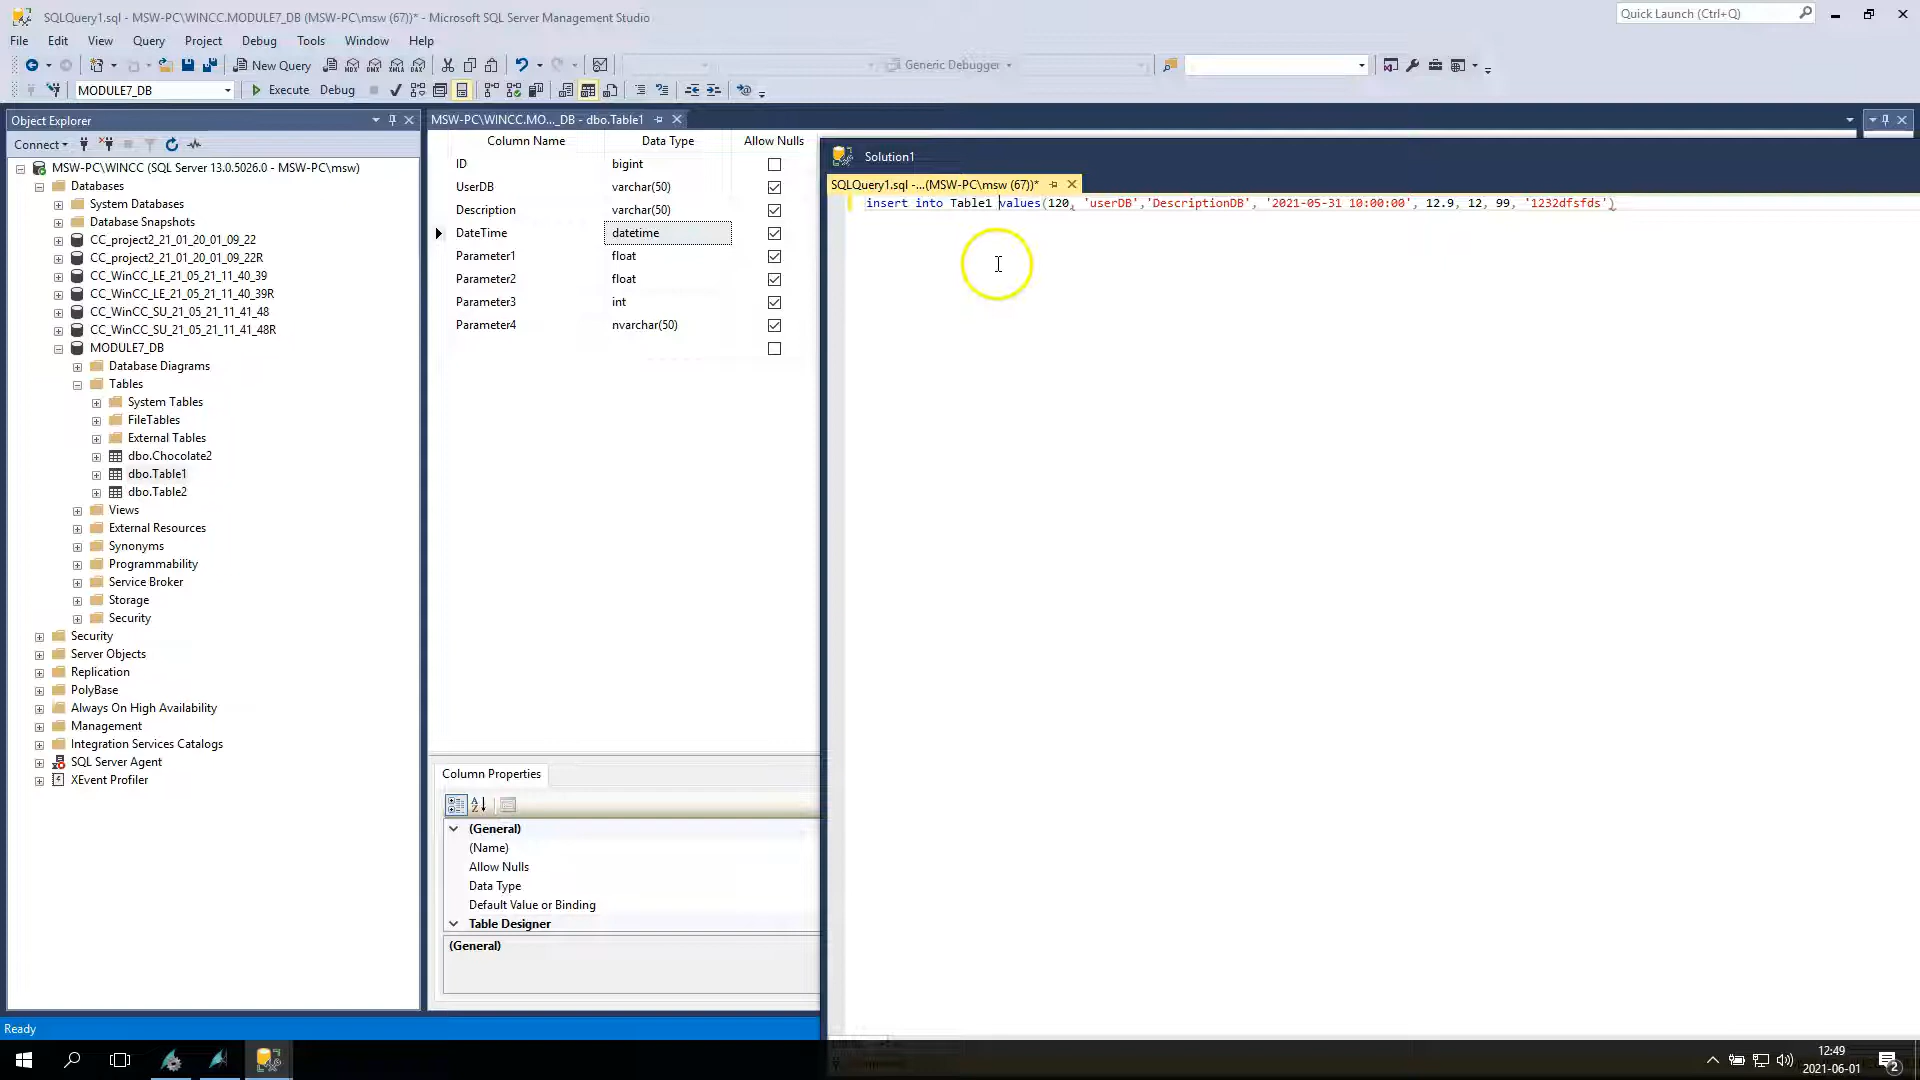 SQLQuery1.sql - MSW-PC\WINCC.MODULE7_DB (MSW-PC\msw (67))* - Microsoft SQL Server Management Studio
Quick Launch (Ctrl+Q)
File Edit View Query Project Debug Tools Window Help
New Query
MDX DMX XMLA DAX
Generic Debugger
MODULE7_DB
Execute Debug
Object Explorer
MSW-PC\WINCC.MO..._DB - dbo.Table1
Connect
Column Name Data Type Allow Nulls
Solution1
SQLQuery1.sql -...(MSW-PC\msw (67))*
insert into Table1 values(120, 'userDB','DescriptionDB', '2021-05-31 10:00:00', 12.9, 12, 99, '1232dfsfds')
ID bigint
UserDB varchar(50)
Description varchar(50)
DateTime datetime
Parameter1 float
Parameter2 float
Parameter3 int
Parameter4 nvarchar(50)
MSW-PC\WINCC (SQL Server 13.0.5026.0 - MSW-PC\msw)
Databases
System Databases
Database Snapshots
CC_project2_21_01_20_01_09_22
CC_project2_21_01_20_01_09_22R
CC_WinCC_LE_21_05_21_11_40_39
CC_WinCC_LE_21_05_21_11_40_39R
CC_WinCC_SU_21_05_21_11_41_48
CC_WinCC_SU_21_05_21_11_41_48R
MODULE7_DB
Database Diagrams
Tables
System Tables
FileTables
External Tables
dbo.Chocolate2
dbo.Table1
dbo.Table2
Views
External Resources
Synonyms
Programmability
Service Broker
Storage
Security
Security
Server Objects
Replication
PolyBase
Always On High Availability
Management
Integration Services Catalogs
SQL Server Agent
XEvent Profiler
Column Properties
(General)
(Name)
Allow Nulls
Data Type
Default Value or Binding
Table Designer
(General)
Ready
12:49
2021-06-01
2